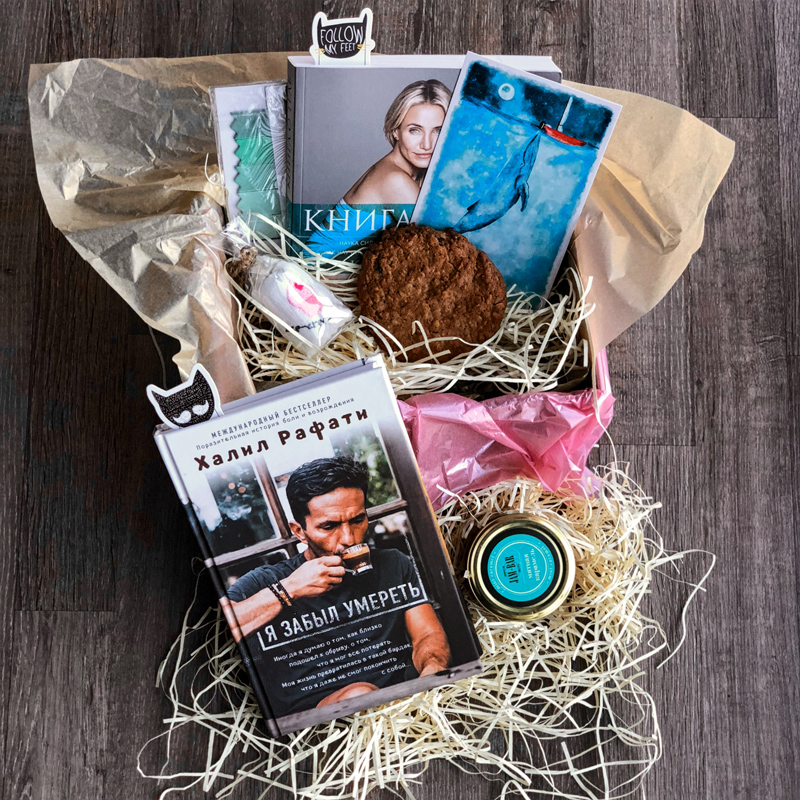 FOLLOW
MY FEET
КНИГА
НАУКА
МЕЖДУНАРОДНЫЙ БЕСТСЕЛЛЕР
Поразительная история боли и возрождения
Халил Рафати
Я ЗАБЫЛ УМЕРЕТЬ
Иногда я думаю о том, как близко
подошел к обрыву, о том,
что я мог все потерять.
Моя жизнь превратилась в такой бардак,
что я даже не смог покончить
с собой...